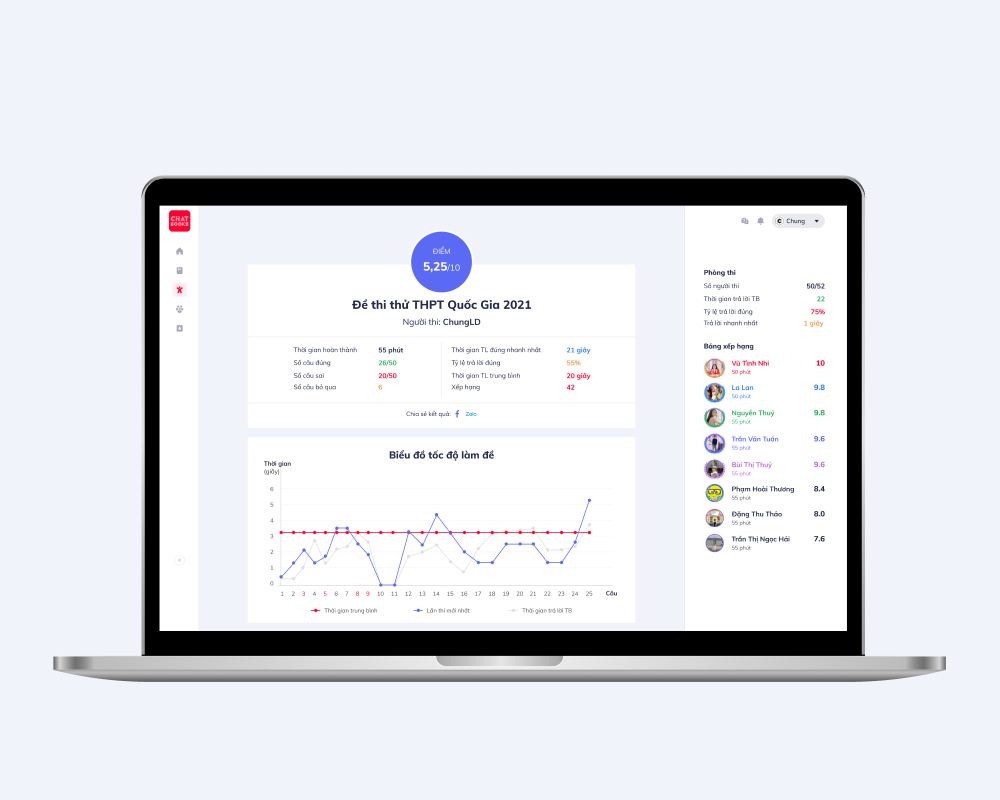 CHAT
BOOKS
C Chung
ĐIỂM
5,25/10
Đề thi thử THPT Quốc Gia 2021
Người thi: ChungLD
Thời gian hoàn thành 55 phút
Số câu đúng 26/50
Số câu sai 20/50
Số câu bỏ qua 6
Thời gian TL đúng nhanh nhất 21 giây
Tỷ lệ trả lời đúng 55%
Thời gian TL trung bình 20 giây
Xếp hạng 42
Chia sẻ kết quả: f Zalo
Biểu đồ tốc độ làm đề
Thời gian
(giây)
6
5
4
3
2
1
0
1 2 3 4 5 6 7 8 9 10 11 12 13 14 15 16 17 18 19 20 21 22 23 24 25 Câu
Thời gian trung bình Lần thi mới nhất Thời gian trả lời TB
Phòng thi
Số người thi 50/52
Thời gian trả lời TB 22
Tỷ lệ trả lời đúng 75%
Trả lời nhanh nhất 1 giây
Bảng xếp hạng
Vũ Tình Nhi 10
50 phút
La Lan 9.8
50 phút
Nguyễn Thuý 9.8
55 phút
Trần Văn Tuấn 9.6
55 phút
Bùi Thị Thuý 9.6
55 phút
Phạm Hoài Thương 8.4
55 phút
Đặng Thu Thảo 8.0
55 phút
Trần Thị Ngọc Hải 7.6
55 phút